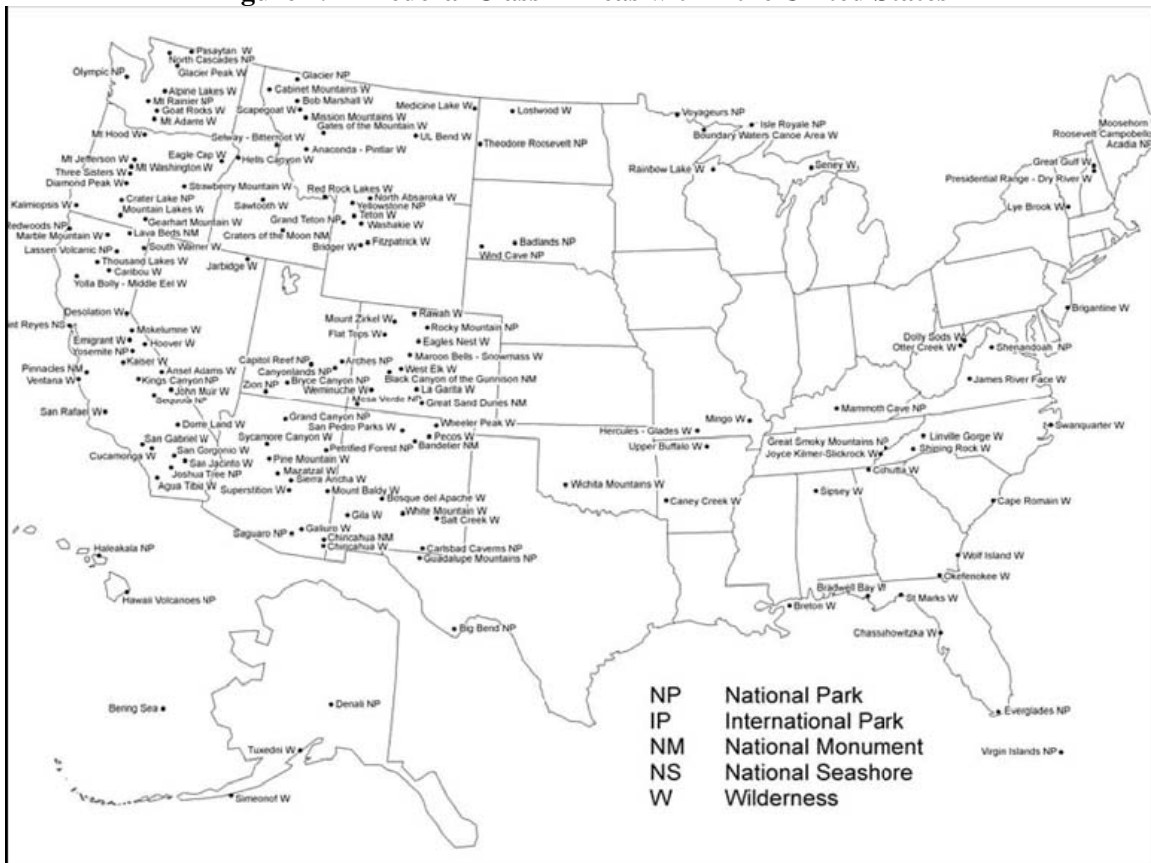 Pasaytan W
North Cascades NP
Glacier Peak W
Olympic NP
Alpine Lakes W
Mt Rainier NP
Goat Rocks W
Mt Adams W
Mt Hood W
Mt Jefferson W
Mt Washington W
Three Sisters W
Diamond Peak W
Eagle Cap W
Hells Canyon W
Strawberry Mountain W
Kalmiopsis W
Crater Lake NP
Mountain Lakes W
Gearhart Mountain W
Redwoods NP
Lava Beds NM
Marble Mountain W
South Warner W
Lassen Volcanic NP
Thousand Lakes W
Caribou W
Yolla Bolly - Middle Eel W
Glacier NP
Cabinet Mountains W
Bob Marshall W
Scapegoat W
Mission Mountains W
Gates of the Mountain W
Selway - Bitterroot W
Anaconda - Pintlar W
Medicine Lake W
UL Bend W
Red Rock Lakes W
Sawtooth W
North Absaroka W
Yellowstone NP
Teton W
Grand Teton NP
Washakie W
Craters of the Moon NM
Bridger W
Fitzpatrick W
Jarbidge W
Lostwood W
Theodore Roosevelt NP
Badlands NP
Wind Cave NP
Voyageurs NP
Isle Royale NP
Boundary Waters Canoe Area W
Rainbow Lake W
Seney W
Moosehorn
Roosevelt Campobello
Acadia NP
Great Gulf W
Presidential Range - Dry River W
Lye Brook W
Brigantine W
Desolation W
nt Reyes NS
Mokelumne W
Emigrant W
Hoover W
Yosemite NP
Kaiser W
Pinnacles NM
Ansel Adams W
Ventana W
Kings Canyon NP
John Muir W
Sequoia NP
San Rafael W
Dome Land W
San Gabriel W
San Gorgonio W
Cucamonga W
San Jacinto W
Joshua Tree NP
Agua Tibia W
Mount Zirkel W
Rawah W
Rocky Mountain NP
Flat Tops W
Eagles Nest W
Maroon Bells - Snowmass W
Capitol Reef NP
Arches NP
Canyonlands NP
West Elk W
Black Canyon of the Gunnison NM
Bryce Canyon NP
Zion NP
Weminuche W
La Garita W
Mesa Verde NP
Great Sand Dunes NM
Grand Canyon NP
San Pedro Parks W
Wheeler Peak W
Sycamore Canyon W
Pecos W
Petrified Forest NP
Bandelier NM
Pine Mountain W
Mazatzal W
Sierra Ancha W
Superstition W
Mount Baldy W
Bosque del Apache W
Gila W
White Mountain W
Salt Creek W
Saguaro NP
Galiuro W
Chiricahua NM
Chiricahua W
Carlsbad Caverns NP
Guadalupe Mountains NP
Big Bend NP
Wichita Mountains W
Caney Creek W
Mingo W
Hercules - Glades W
Upper Buffalo W
Mammoth Cave NP
Dolly Sods W
Otter Creek W
Shenandoah NP
James River Face W
Swanquarter W
Great Smoky Mountains NP
Joyce Kilmer-Slickrock W
Linville Gorge W
Shining Rock W
Cohutta W
Sipsey W
Cape Romain W
Wolf Island W
Okefenokee W
Bradwell Bay W
St Marks W
Breton W
Chassahowitzka W
Everglades NP
Virgin Islands NP
Haleakala NP
Hawaii Volcanoes NP
Bering Sea
Denali NP
Tuxedni W
Simeonof W
NP National Park
IP International Park
NM National Monument
NS National Seashore
W Wilderness